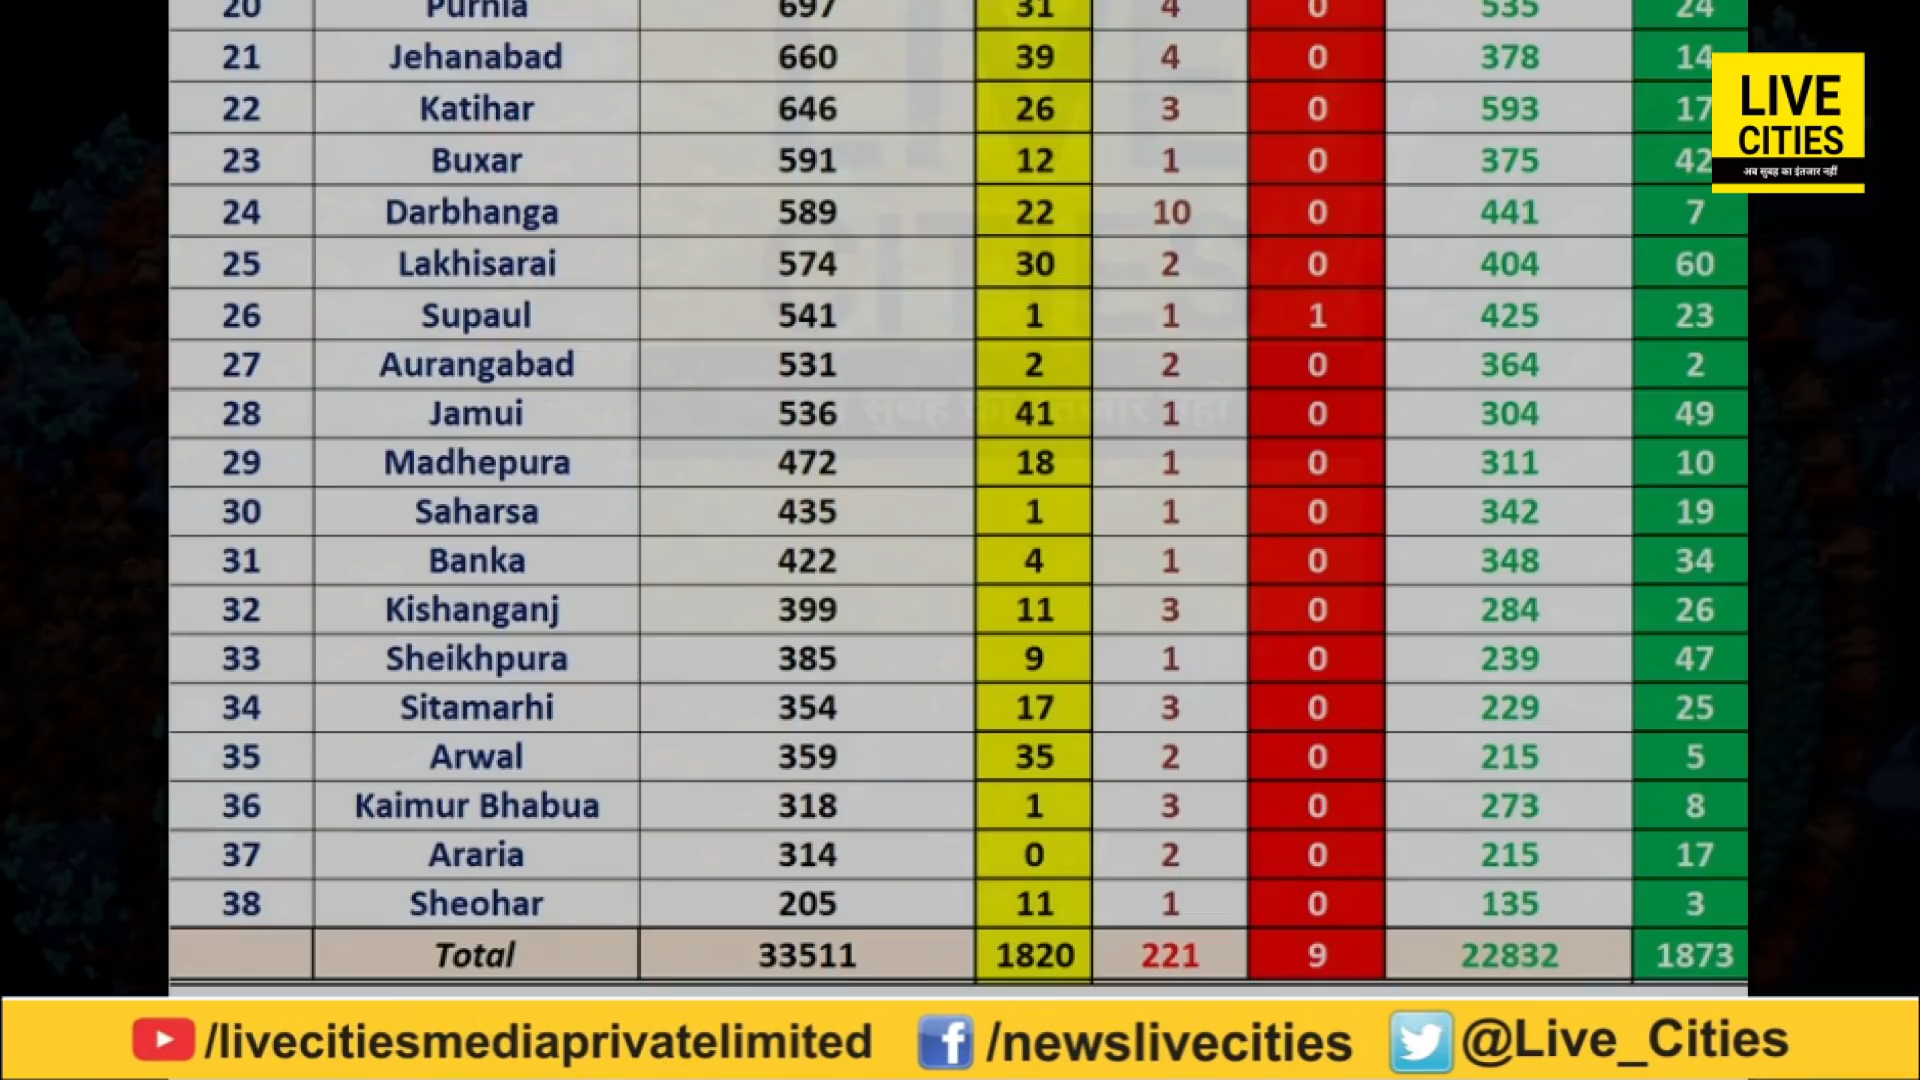 20 Purnia 697 31 4 0 535 24
21 Jehanabad 660 39 4 0 378 14
22 Katihar 646 26 3 0 593 17
23 Buxar 591 12 1 0 375 42
24 Darbhanga 589 22 10 0 441 7
25 Lakhisarai 574 30 2 0 404 60
26 Supaul 541 1 1 1 425 23
27 Aurangabad 531 2 2 0 364 2
28 Jamui 536 41 1 0 304 49
29 Madhepura 472 18 1 0 311 10
30 Saharsa 435 1 1 0 342 19
31 Banka 422 4 1 0 348 34
32 Kishanganj 399 11 3 0 284 26
33 Sheikhpura 385 9 1 0 239 47
34 Sitamarhi 354 17 3 0 229 25
35 Arwal 359 35 2 0 215 5
36 Kaimur Bhabua 318 1 3 0 273 8
37 Araria 314 0 2 0 215 17
38 Sheohar 205 11 1 0 135 3
Total 33511 1820 221 9 22832 1873
LIVE
CITIES
अब सुबह का इंतजार नहीं
LIVE
CITIES
/livecitiesmediaprivatelimited /newslivecities @Live_Cities